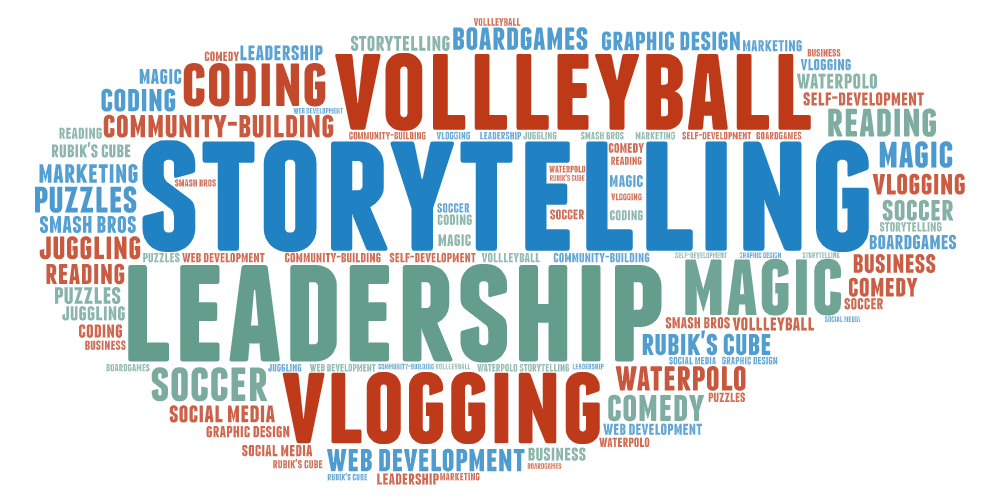 VOLLLEYBALL
STORYTELLING BOARDGAMES GRAPHIC DESIGN MARKETING
COMEDY LEADERSHIP BUSINESS
MAGIC CODING VOLLLEYBALL VLOGGING
CODING WATERPOLO
WEB DEVELOPMENT SELF-DEVELOPMENT
READING COMMUNITY-BUILDING READING
COMMUNITY-BUILDING VLOGGING LEADERSHIP JUGGLING SMASH BROS MARKETING SELF-DEVELOPMENT BOARDGAMES
RUBIK'S CUBE COMEDY MAGIC
READING
MARKETING STORYTELLING WATERPOLO
RUBIK'S CUBE MAGIC VLOGGING
SMASH BROS
PUZZLES VLOGGING
SMASH BROS SOCCER SOCCER CODING SOCCER
CODING STORYTELLING
JUGGLING MAGIC BOARDGAMES
PUZZLES WEB DEVELOPMENT COMMUNITY-BUILDING SELF-DEVELOPMENT VOLLLEYBALL COMMUNITY-BUILDING SELF-DEVELOPMENT GRAPHIC DESIGN STORYTELLING
READING LEADERSHIP MAGIC BUSINESS
PUZZLES COMEDY
JUGGLING SOCCER
CODING SMASH BROS VOLLLEYBALL SOCIAL MEDIA
BUSINESS RUBIK'S CUBE
SOCIAL MEDIA GRAPHIC DESIGN
BOARDGAMES JUGGLING WEB DEVELOPMENT COMMUNITY-BUILDING VOLLLEYBALL WATERPOLO STORYTELLING LEADERSHIP
SOCCER VLOGGING WATERPOLO
PUZZLES
SOCIAL MEDIA COMEDY
GRAPHIC DESIGN WEB DEVELOPMENT
WATERPOLO
SOCIAL MEDIA WEB DEVELOPMENT BUSINESS
RUBIK'S CUBE BOARDGAMES
RUBIK'S CUBE LEADERSHIP MARKETING